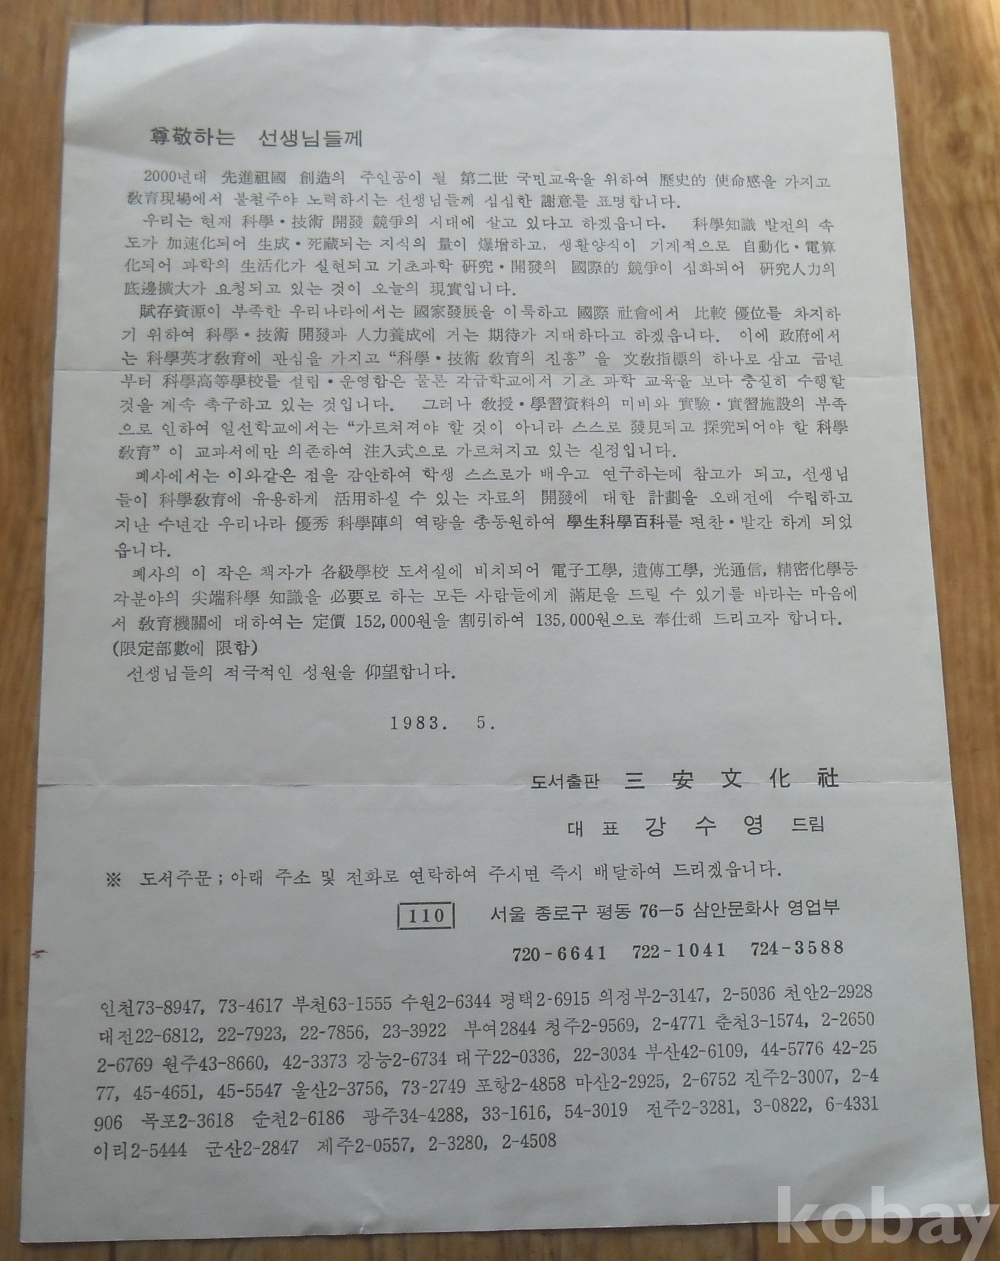 尊敬하는 선생님들께
2000년대 先進祖國 創造의 주인공이 될 第二世 국민교육을 위하여 歷史的 使命感을 가지고
敎育現場에서 불철주야 노력하시는 선생님들께 심심한 謝意를 표명합니다.
우리는 현재 科學·技術 開發 競爭의 시대에 살고 있다고 하겠읍니다. 科學知識 발전의 속
도가 加速化되어 生成·死藏되는 지식의 量이 爆增하고, 생활양식이 기계적으로 自動化·電算
化되어 과학의 生活化가 실현되고 기초과학 硏究·開發의 國際的 競爭이 심화되어 硏究人力의
底邊擴大가 요청되고 있는 것이 오늘의 現實입니다.
賦存資源이 부족한 우리나라에서는 國家發展을 이룩하고 國際 社會에서 比較 優位를 차지하
기 위하여 科學·技術 開發과 人力養成에 거는 期待가 지대하다고 하겠읍니다. 이에 政府에서
는 科學英才敎育에 관심을 가지고 “科學·技術 敎育의 진흥” 을 文敎指標의 하나로 삼고 금년
부터 科學高等學校를 설립·운영함은 물론 각급학교에서 기초 과학 교육을 보다 충실히 수행할
것을 계속 촉구하고 있는 것입니다. 그러나 敎授·學習資料의 미비와 實驗·實習施設의 부족
으로 인하여 일선학교에서는 “가르쳐져야 할 것이 아니라 스스로 發見되고 探究되어야 할 科學
敎育” 이 교과서에만 의존하여 注入式으로 가르쳐지고 있는 실정입니다.
폐사에서는 이와같은 점을 감안하여 학생 스스로가 배우고 연구하는데 참고가 되고, 선생님
들이 科學敎育에 유용하게 活用하실 수 있는 자료의 開發에 대한 計劃을 오래전에 수립하고
지난 수년간 우리나라 優秀 科學陣의 역량을 총동원하여 學生科學百科를 편찬·발간 하게 되었
읍니다.
폐사의 이 작은 책자가 各級學校 도서실에 비치되어 電子工學, 遺傳工學, 光通信, 精密化學등
각분야의 尖端科學 知識을 必要로 하는 모든 사람들에게 滿足을 드릴 수 있기를 바라는 마음에
서 敎育機關에 대하여는 定價 152,000원을 割引하여 135,000원으로 奉仕해 드리고자 합니다.
(限定部數에 限함)
선생님들의 적극적인 성원을 仰望합니다.
1983. 5.
도서출판 三安文化社
대표 강수영 드림
※ 도서주문 ; 아래 주소 및 전화로 연락하여 주시면 즉시 배달하여 드리겠읍니다.
110 서울 종로구 평동 76-5 삼안문화사 영업부
720-6641 722-1041 724-3588
인천73-8947, 73-4617 부천63-1555 수원2-6344 평택2-6915 의정부2-3147, 2-5036 천안2-2928
대전22-6812, 22-7923, 22-7856, 23-3922 부여2844 청주2-9569, 2-4771 춘천3-1574, 2-2650
2-6769 원주43-8660, 42-3373 강능2-6734 대구22-0336, 22-3034 부산42-6109, 44-5776 42-25
77, 45-4651, 45-5547 울산2-3756, 73-2749 포항2-4858 마산2-2925, 2-6752 진주2-3007, 2-4
906 목포2-3618 순천2-6186 광주34-4288, 33-1616, 54-3019 전주2-3281, 3-0822, 6-4331
이리2-5444 군산2-2847 제주2-0557, 2-3280, 2-4508
kobay